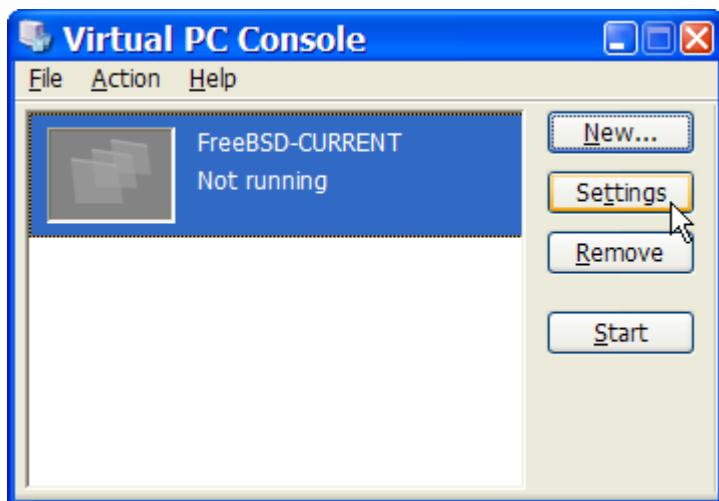 Virtual PC Console
File Action Help
FreeBSD-CURRENT
Not running
New...
Settings
Remove
Start